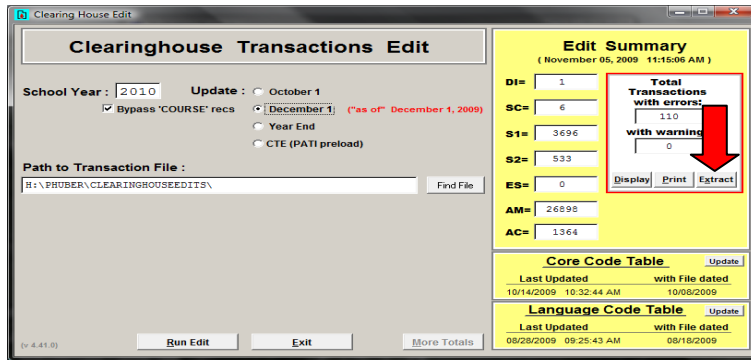 Clearing House Edit
Clearinghouse Transactions Edit
School Year : 2010 Update : October 1
Bypass 'COURSE' recs December 1 ("as of" December 1, 2009)
Year End
CTE (PATI preload)
Path to Transaction File :
H:\PHUBER\CLEARINGHOUSEEDITS\ Find File
(v 4.41.0) Run Edit Exit More Totals
Edit Summary
( November 05, 2009 11:15:06 AM )
DI= 1
SC= 6
S1= 3696
S2= 533
ES= 0
AM= 26898
AC= 1364
Total
Transactions
with errors:
110
with warning
0
Display Print Extract
Core Code Table Update
Last Updated with File dated
10/14/2009 10:32:44 AM 10/08/2009
Language Code Table Update
Last Updated with File dated
08/28/2009 09:25:43 AM 08/18/2009